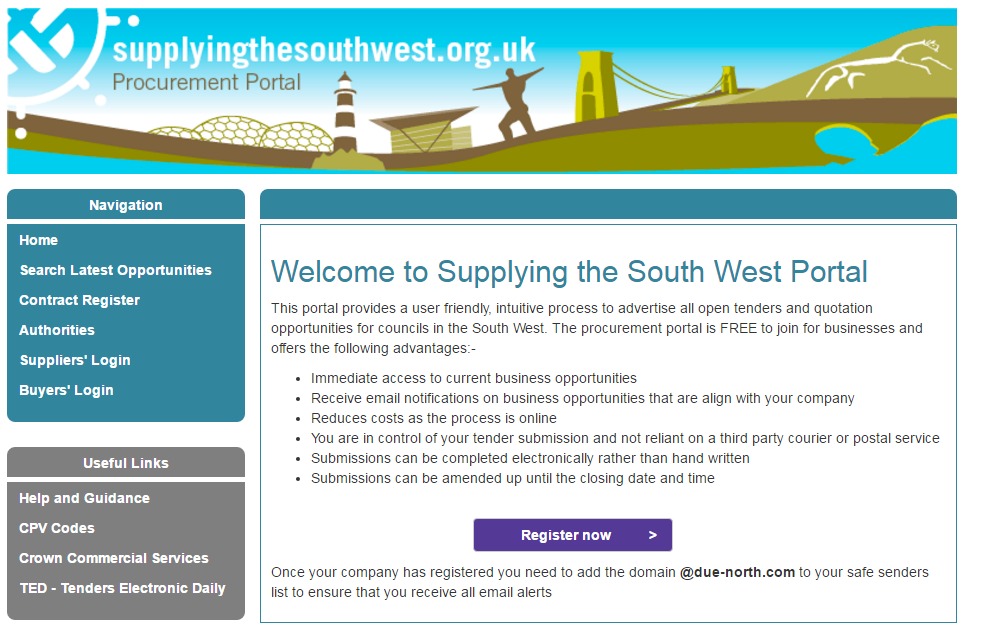 supplyingthesouthwest.org.uk
Procurement Portal
Navigation
Home
Search Latest Opportunities
Contract Register
Authorities
Suppliers' Login
Buyers' Login
Useful Links
Help and Guidance
CPV Codes
Crown Commercial Services
TED - Tenders Electronic Daily
Welcome to Supplying the South West Portal
This portal provides a user friendly, intuitive process to advertise all open tenders and quotation
opportunities for councils in the South West. The procurement portal is FREE to join for businesses and
offers the following advantages:-
• Immediate access to current business opportunities
• Receive email notifications on business opportunities that are align with your company
• Reduces costs as the process is online
• You are in control of your tender submission and not reliant on a third party courier or postal service
• Submissions can be completed electronically rather than hand written
• Submissions can be amended up until the closing date and time
Register now >
Once your company has registered you need to add the domain @due-north.com to your safe senders
list to ensure that you receive all email alerts